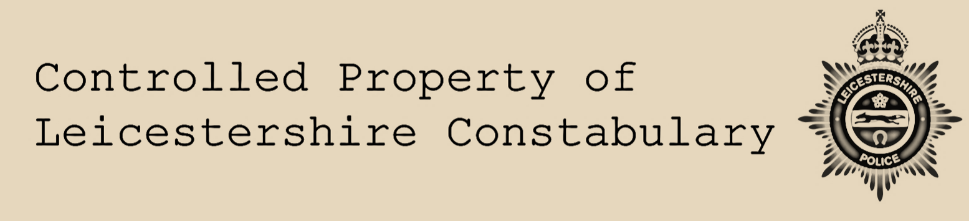 Controlled Property of
Leicestershire Constabulary
LEICESTERSHIRE
POLICE